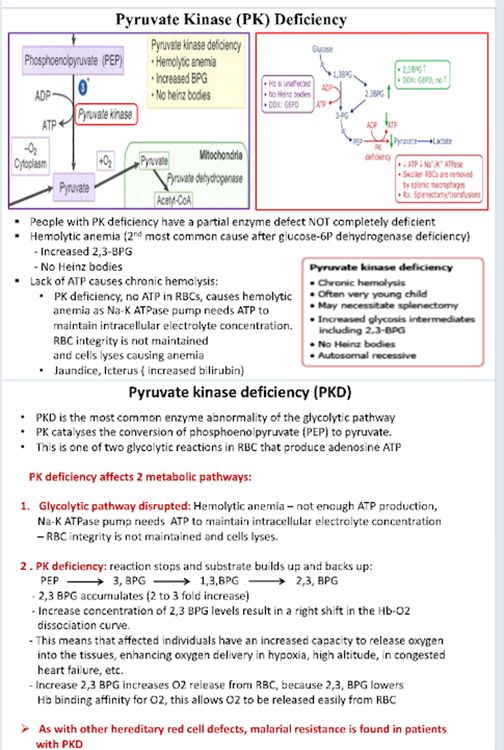 Pyruvate Kinase (PK) Deficiency
Phosphoenolpyruvate (PEP)
3
ADP
Pyruvate kinase
ATP
-O2
Cytoplasm
+O2
Pyruvate
Pyruvate kinase deficiency
• Hemolytic anemia
• Increased BPG
• No heinz bodies
Mitochondria
Pyruvate
Pyruvate dehydrogenase
Acetyl-CoA
Glucose
1,3BPG
• Hb is unaffected
• No Heinz bodies
• DDX: G6PD
ADP
ATP
2,3BPG
• 2,3BPG↑
• DDX: G6PD, no↑
3-PG
ADP
ATP
PEP
PK
deficiency
Pyruvate
Lactate
• ↓ATP↓Na⁺/K⁺ ATPase
• Swollen RBCs are removed
by splenic macrophages
• Rx: Splenectomy/transfusions
▪ People with PK deficiency have a partial enzyme defect NOT completely deficient
▪ Hemolytic anemia (2nd most common cause after glucose-6P dehydrogenase deficiency)
- Increased 2,3-BPG
- No Heinz bodies
▪ Lack of ATP causes chronic hemolysis:
• PK deficiency, no ATP in RBCs, causes hemolytic
anemia as Na-K ATPase pump needs ATP to
maintain intracellular electrolyte concentration.
RBC integrity is not maintained
and cells lyses causing anemia
• Jaundice, Icterus ( increased bilirubin)
Pyruvate kinase deficiency
• Chronic hemolysis
• Often very young child
• May necessitate splenectomy
• Increased glycosis intermediates
including 2,3-BPG
• No Heinz bodies
• Autosomal recessive
Pyruvate kinase deficiency (PKD)
• PKD is the most common enzyme abnormality of the glycolytic pathway
• PK catalyses the conversion of phosphoenolpyruvate (PEP) to pyruvate.
• This is one of two glycolytic reactions in RBC that produce adenosine ATP
PK deficiency affects 2 metabolic pathways:
1. Glycolytic pathway disrupted: Hemolytic anemia – not enough ATP production,
Na-K ATPase pump needs ATP to maintain intracellular electrolyte concentration
– RBC integrity is not maintained and cells lyses.
2 . PK deficiency: reaction stops and substrate builds up and backs up:
PEP ⟶ 3, BPG ⟶ 1,3,BPG ⟶ 2,3, BPG
- 2,3 BPG accumulates (2 to 3 fold increase)
- Increase concentration of 2,3 BPG levels result in a right shift in the Hb-O2
dissociation curve.
- This means that affected individuals have an increased capacity to release oxygen
into the tissues, enhancing oxygen delivery in hypoxia, high altitude, in congested
heart failure, etc.
- Increase 2,3 BPG increases O2 release from RBC, because 2,3, BPG lowers
Hb binding affinity for O2, this allows O2 to be released easily from RBC
➢ As with other hereditary red cell defects, malarial resistance is found in patients
with PKD